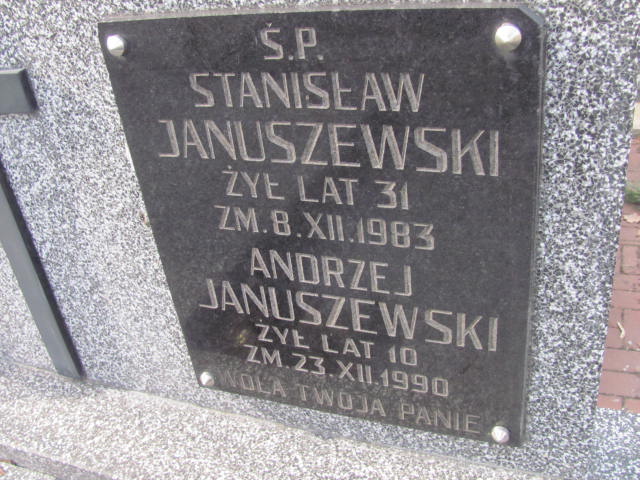 Ś.P.
STANISŁAW
JANUSZEWSKI
ŻYŁ LAT 31
ZM. 8. XII. 1983
ANDRZEJ
JANUSZEWSKI
ŻYŁ LAT 10
ZM. 23. XII. 1990
WOLA TWOJA PANIE